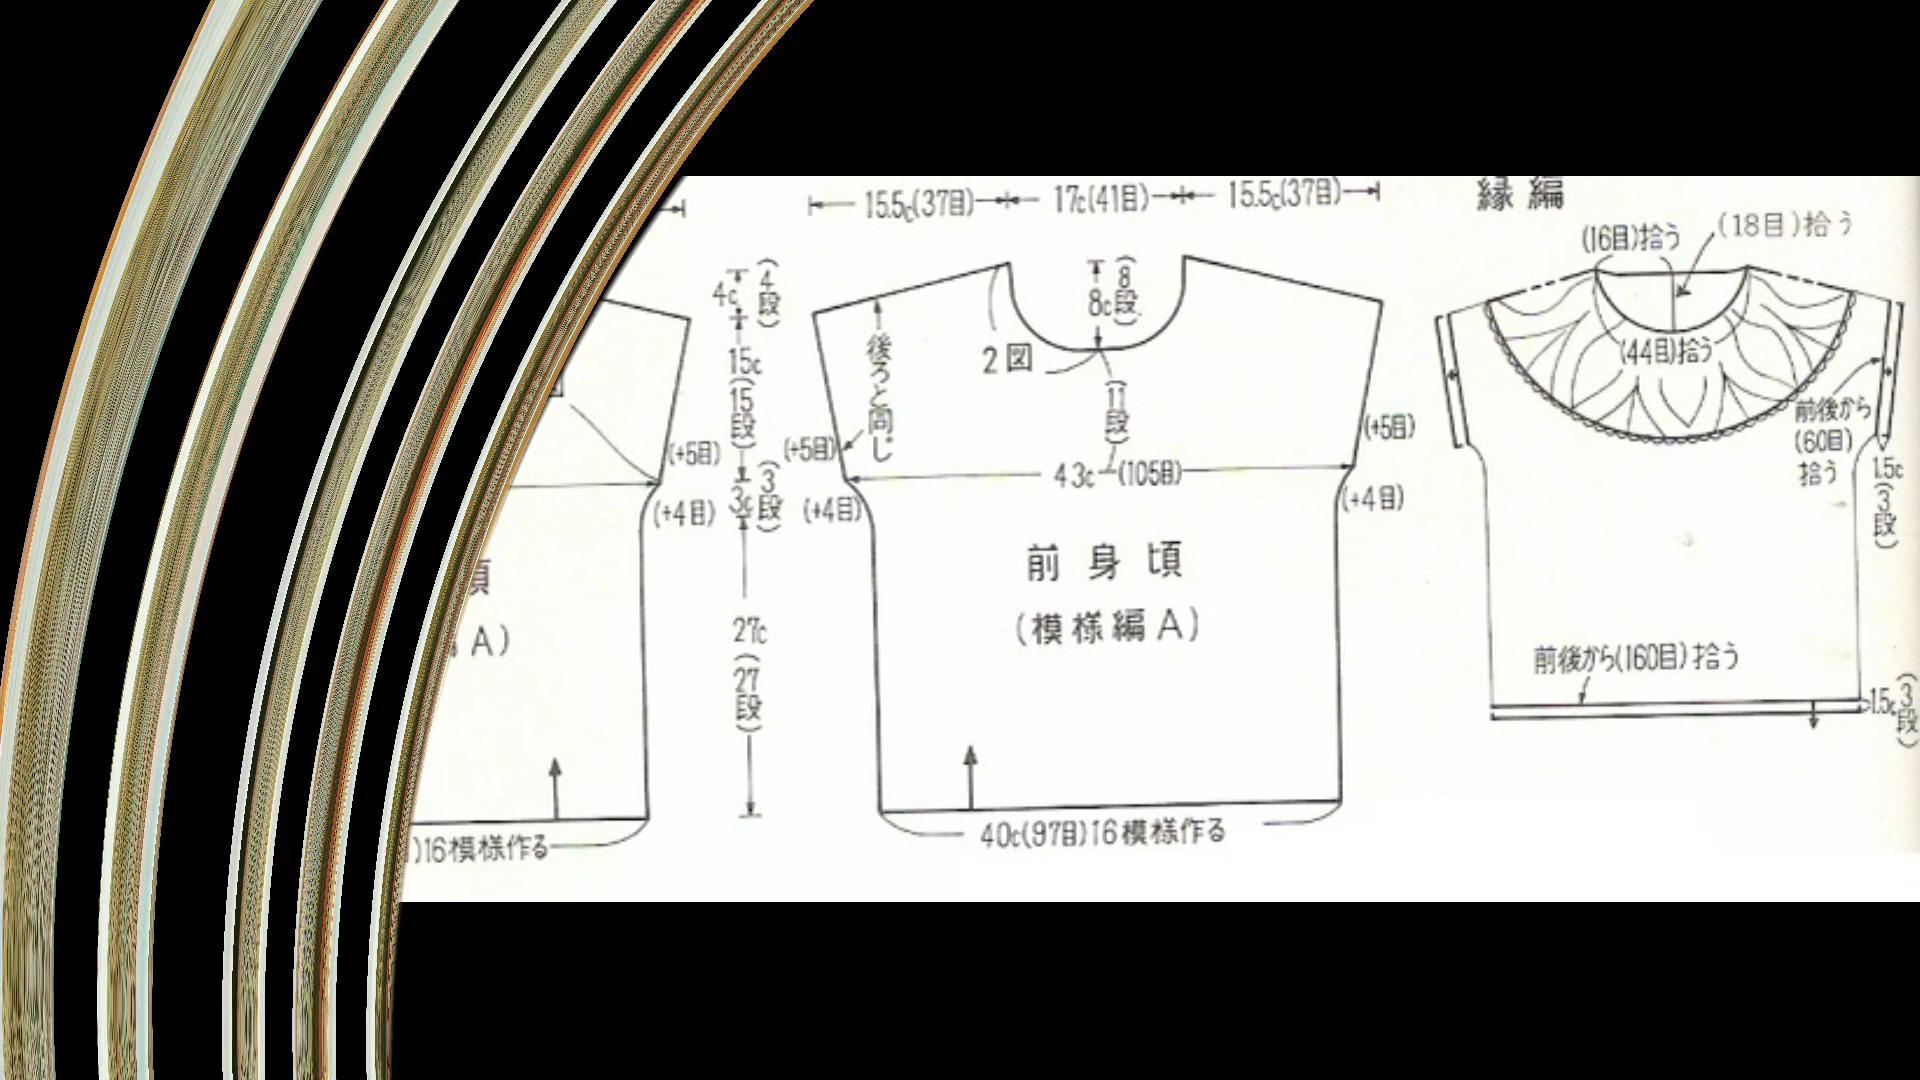 15.5c(37目)
17c(41目)
15.5c(37目)
縁編
(16目)拾う
(18目)拾う
4c
(4段)
8c
(8段)
2図
後ろと同じ
15c
(15段)
(11段)
(44目)拾う
前後から
(60目)
拾う
(+5目)
(+5目)
(+5目)
43c
(105目)
1.5c
(3段)
3c
(3段)
(+4目)
(+4目)
(+4目)
前身頃
(模様編A)
頃
A)
27c
(27段)
前後から(160目)拾う
1.5c
(3段)
)16模様作る
40c(97目)16模様作る